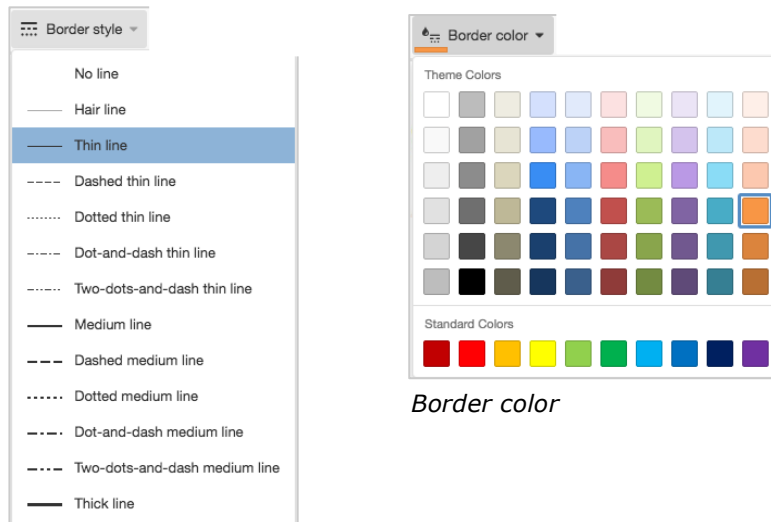 Border style
No line
Hair line
Thin line
Dashed thin line
Dotted thin line
Dot-and-dash thin line
Two-dots-and-dash thin line
Medium line
Dashed medium line
Dotted medium line
Dot-and-dash medium line
Two-dots-and-dash medium line
Thick line
Border color
Theme Colors
Standard Colors
Border color